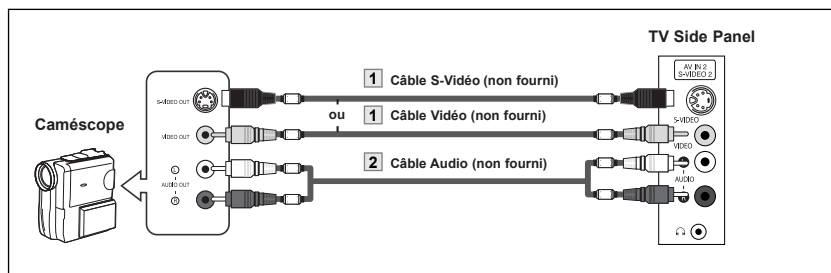 TV Side Panel
AV IN 2
S-VIDEO 2
1 Câble S-Vidéo (non fourni)
S-VIDEO OUT
ou
1 Câble Vidéo (non fourni)
S-VIDEO
Caméscope
VIDEO OUT
VIDEO
2 Câble Audio (non fourni)
L
AUDIO OUT
R
AUDIO